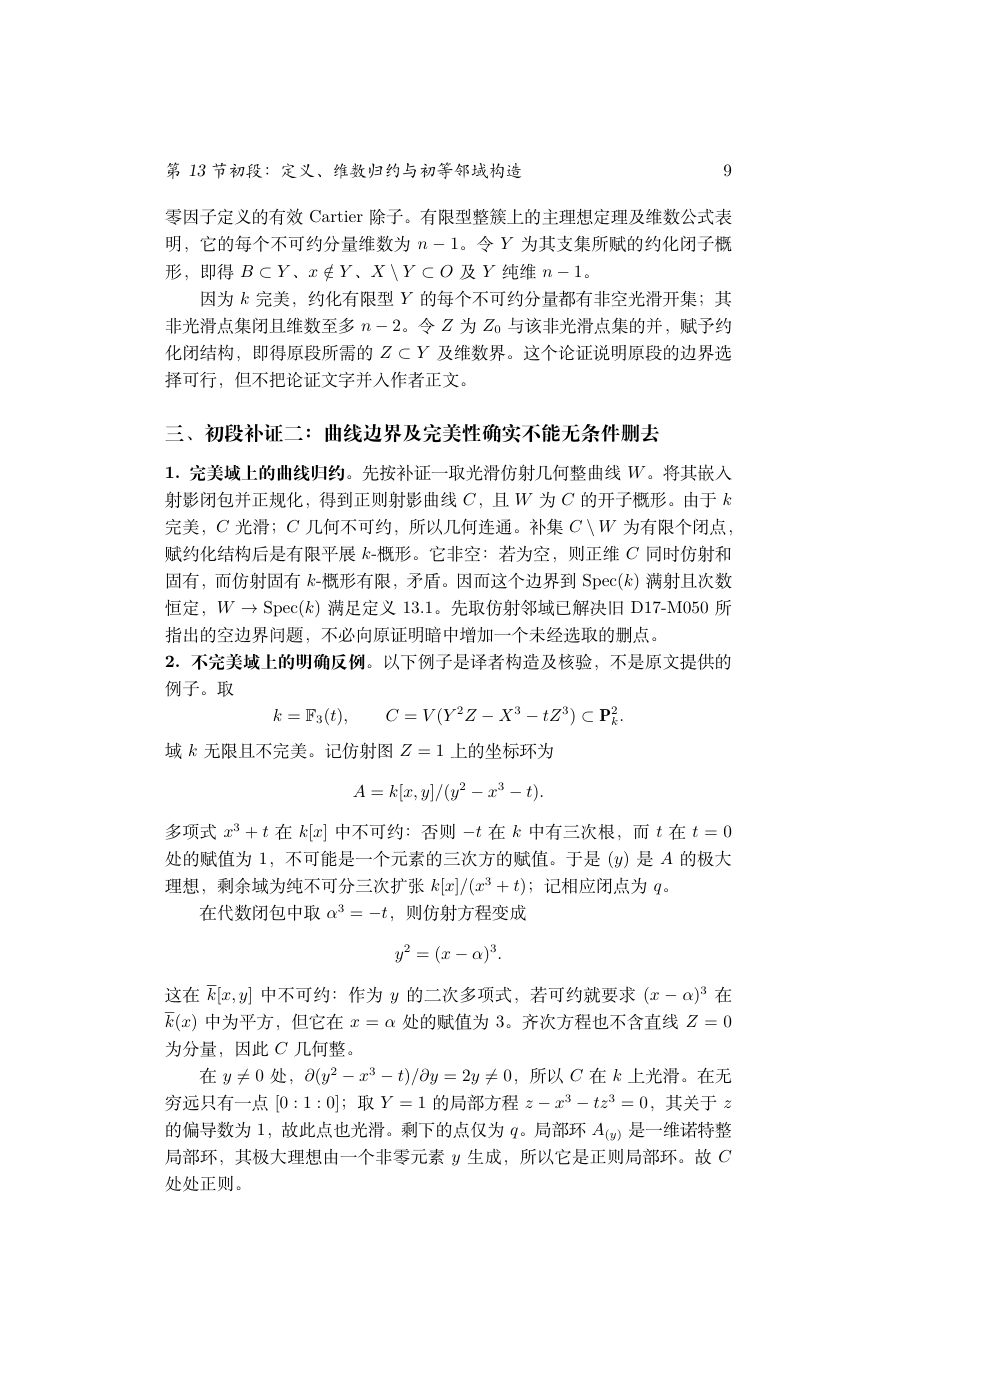 第 13 节初段：定义、维数归约与初等邻域构造 9
零因子定义的有效 Cartier 除子。有限型整簇上的主理想定理及维数公式表
明，它的每个不可约分量维数为 n − 1。令 Y 为其支集所赋的约化闭子概
形，即得 B ⊂ Y、x ∉ Y、X \ Y ⊂ O 及 Y 纯维 n − 1。
因为 k 完美，约化有限型 Y 的每个不可约分量都有非空光滑开集；其
非光滑点集闭且维数至多 n − 2。令 Z 为 Z₀ 与该非光滑点集的并，赋予约
化闭结构，即得原段所需的 Z ⊂ Y 及维数界。这个论证说明原段的边界选
择可行，但不把论证文字并入作者正文。
三、初段补证二：曲线边界及完美性确实不能无条件删去
1. 完美域上的曲线归约。先按补证一取光滑仿射几何整曲线 W。将其嵌入
射影闭包并正规化，得到正则射影曲线 C，且 W 为 C 的开子概形。由于 k
完美，C 光滑；C 几何不可约，所以几何连通。补集 C \ W 为有限个闭点，
赋约化结构后是有限平展 k-概形。它非空：若为空，则正维 C 同时仿射和
固有，而仿射固有 k-概形有限，矛盾。因而这个边界到 Spec(k) 满射且次数
恒定，W → Spec(k) 满足定义 13.1。先取仿射邻域已解决旧 D17-M050 所
指出的空边界问题，不必向原证明暗中增加一个未经选取的删点。
2. 不完美域上的明确反例。以下例子是译者构造及核验，不是原文提供的
例子。取
k = 𝔽₃(t), C = V(Y²Z − X³ − tZ³) ⊂ P²ₖ.
域 k 无限且不完美。记仿射图 Z = 1 上的坐标环为
A = k[x, y]/(y² − x³ − t).
多项式 x³ + t 在 k[x] 中不可约：否则 −t 在 k 中有三次根，而 t 在 t = 0
处的赋值为 1，不可能是一个元素的三次方的赋值。于是 (y) 是 A 的极大
理想，剩余域为纯不可分三次扩张 k[x]/(x³ + t)；记相应闭点为 q。
在代数闭包中取 α³ = −t，则仿射方程变成
y² = (x − α)³.
这在 k̅[x, y] 中不可约：作为 y 的二次多项式，若可约就要求 (x − α)³ 在
k̅(x) 中为平方，但它在 x = α 处的赋值为 3。齐次方程也不含直线 Z = 0
为分量，因此 C 几何整。
在 y ≠ 0 处，∂(y² − x³ − t)/∂y = 2y ≠ 0，所以 C 在 k 上光滑。在无
穷远只有一点 [0 : 1 : 0]；取 Y = 1 的局部方程 z − x³ − tz³ = 0，其关于 z
的偏导数为 1，故此点也光滑。剩下的点仅为 q。局部环 A₍y₎ 是一维诺特整
局部环，其极大理想由一个非零元素 y 生成，所以它是正则局部环。故 C
处处正则。